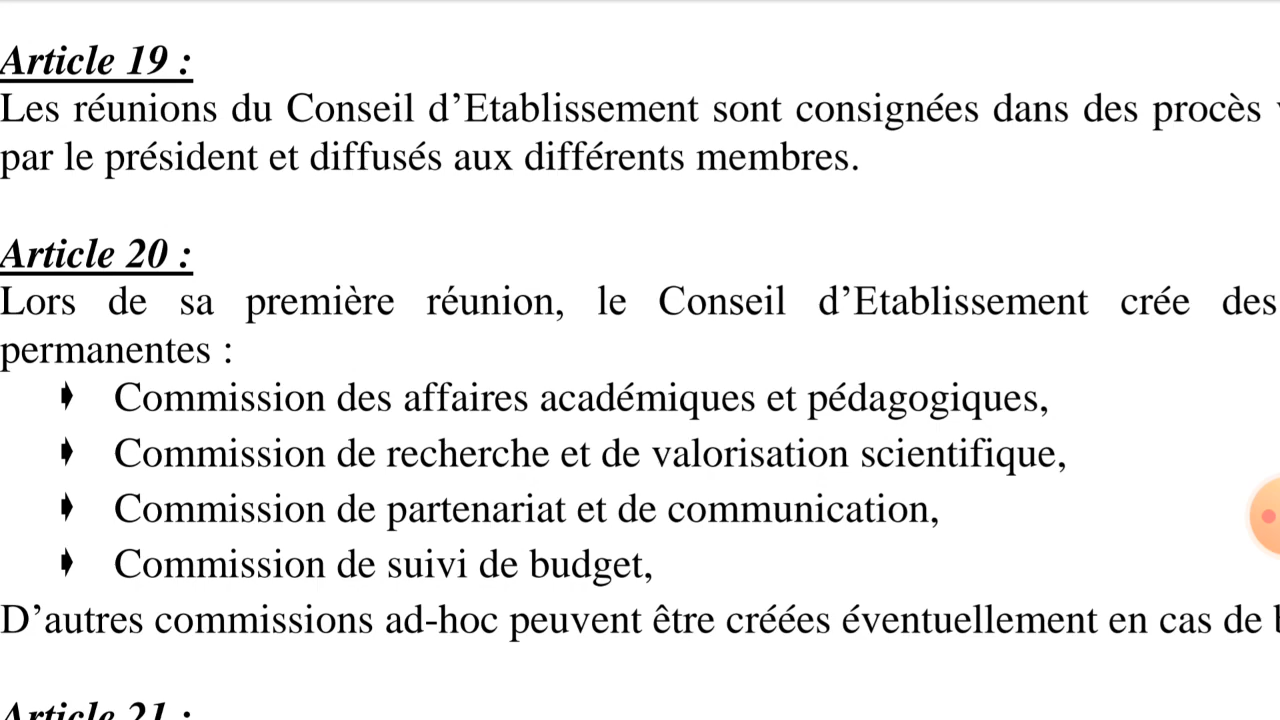 Article 19 :
Les réunions du Conseil d’Etablissement sont consignées dans des procès
par le président et diffusés aux différents membres.
Article 20 :
Lors de sa première réunion, le Conseil d’Etablissement crée des
permanentes :
➧ Commission des affaires académiques et pédagogiques,
➧ Commission de recherche et de valorisation scientifique,
➧ Commission de partenariat et de communication,
➧ Commission de suivi de budget,
D’autres commissions ad-hoc peuvent être créées éventuellement en cas de
Article 21 :